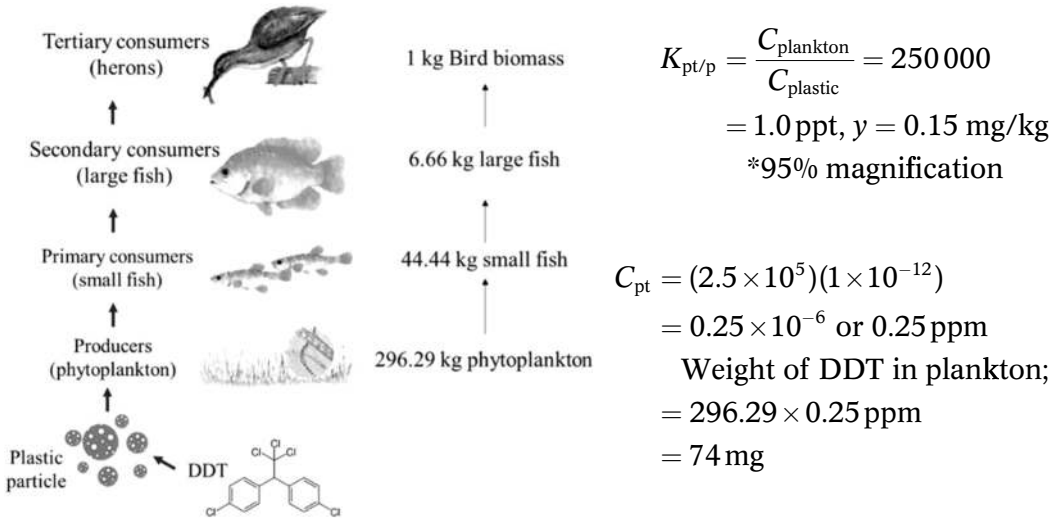 Tertiary consumers
(herons)
1 kg Bird biomass
Secondary consumers
(large fish)
6.66 kg large fish
Primary consumers
(small fish)
44.44 kg small fish
Producers
(phytoplankton)
296.29 kg phytoplankton
Plastic
particle
DDT
Cl
Cl
Cl
Cl
Cl
K_pt/p = C_plankton / C_plastic = 250 000
= 1.0 ppt, y = 0.15 mg/kg
*95% magnification
C_pt = (2.5 × 10⁵)(1 × 10⁻¹²)
= 0.25 × 10⁻⁶ or 0.25 ppm
Weight of DDT in plankton;
= 296.29 × 0.25 ppm
= 74 mg